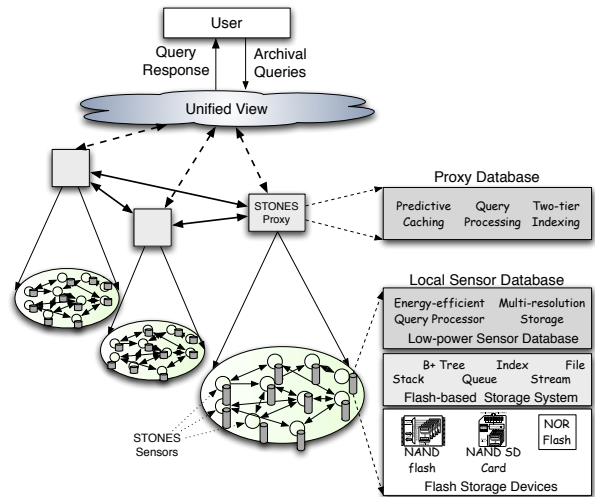 User
Query
Response
Archival
Queries
Unified View
STONES
Proxy
Proxy Database
Predictive
Caching
Query
Processing
Two-tier
Indexing
Local Sensor Database
Energy-efficient
Query Processor
Multi-resolution
Storage
Low-power Sensor Database
B+ Tree Index File
Stack Queue Stream
Flash-based Storage System
NAND
flash
NAND SD
Card
NOR
Flash
Flash Storage Devices
STONES
Sensors